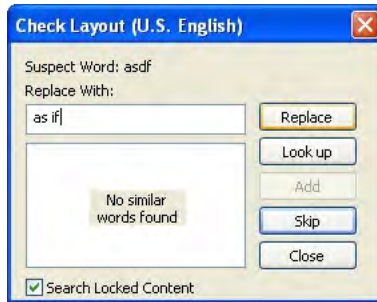 Check Layout (U.S. English)
Suspect Word: asdf
Replace With:
as if
Replace
Look up
Add
No similar
words found
Skip
Close
Search Locked Content